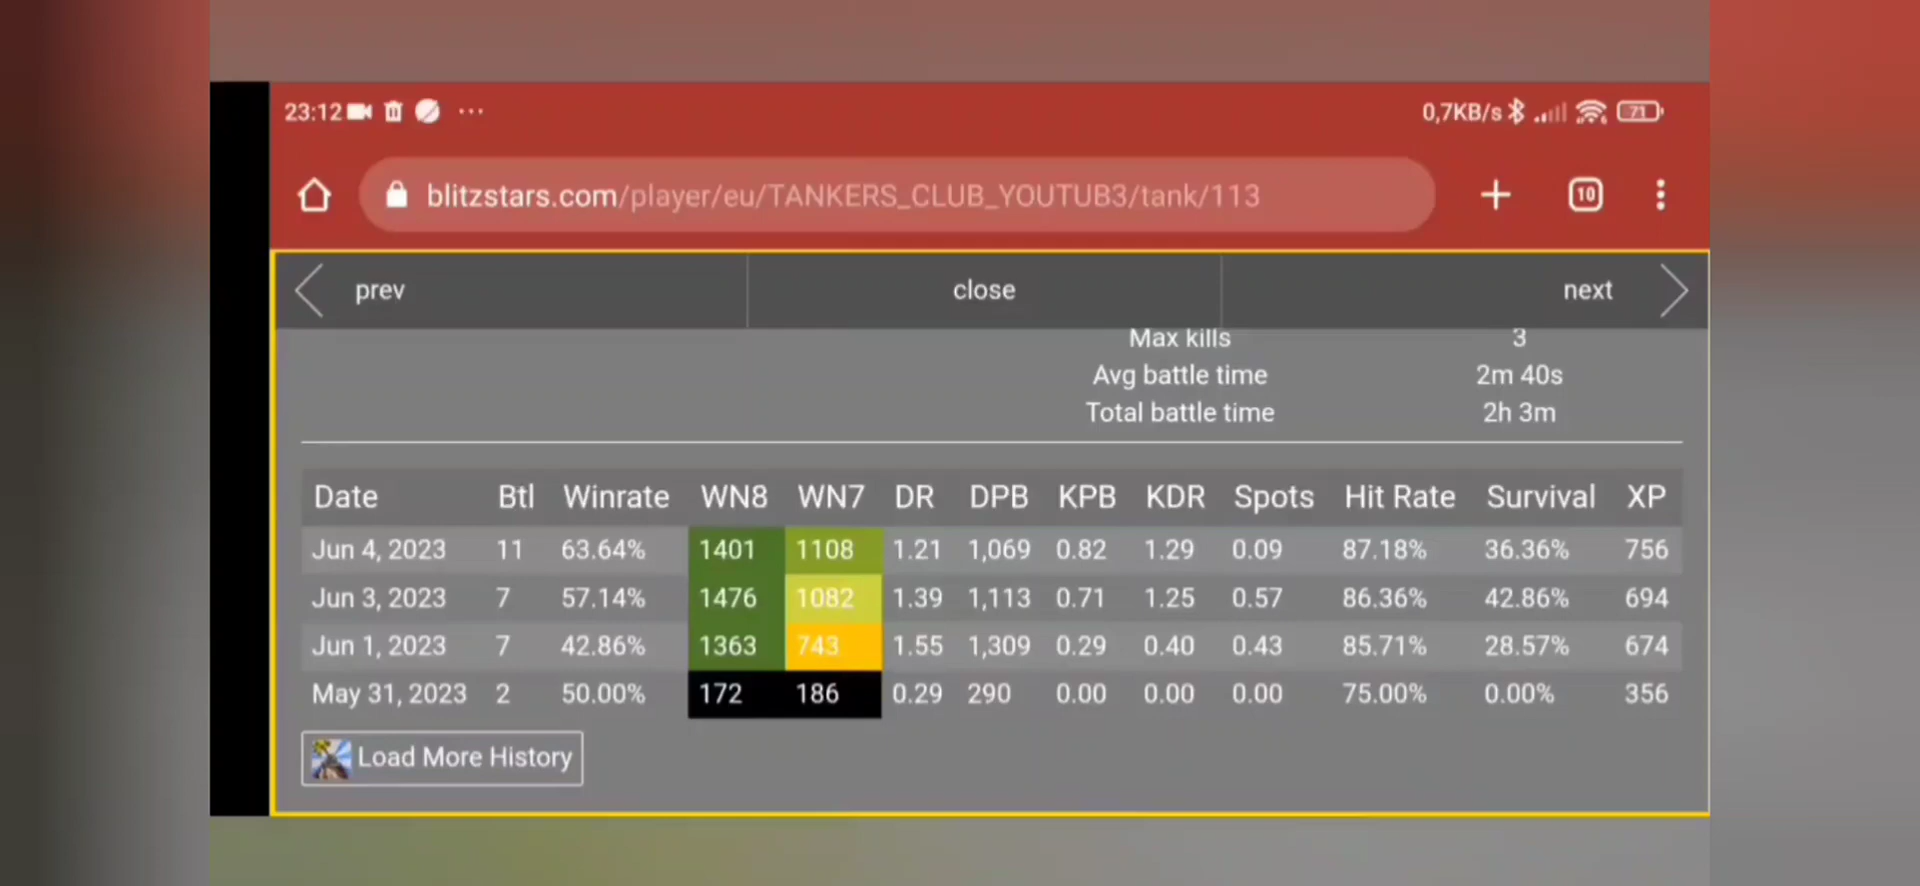 23:12 ... 0,7KB/s 71
blitzstars.com/player/eu/TANKERS_CLUB_YOUTUB3/tank/113 10
prev close next
Max kills 3
Avg battle time 2m 40s
Total battle time 2h 3m
Date Btl Winrate WN8 WN7 DR DPB KPB KDR Spots Hit Rate Survival XP
Jun 4, 2023 11 63.64% 1401 1108 1.21 1,069 0.82 1.29 0.09 87.18% 36.36% 756
Jun 3, 2023 7 57.14% 1476 1082 1.39 1,113 0.71 1.25 0.57 86.36% 42.86% 694
Jun 1, 2023 7 42.86% 1363 743 1.55 1,309 0.29 0.40 0.43 85.71% 28.57% 674
May 31, 2023 2 50.00% 172 186 0.29 290 0.00 0.00 0.00 75.00% 0.00% 356
Load More History